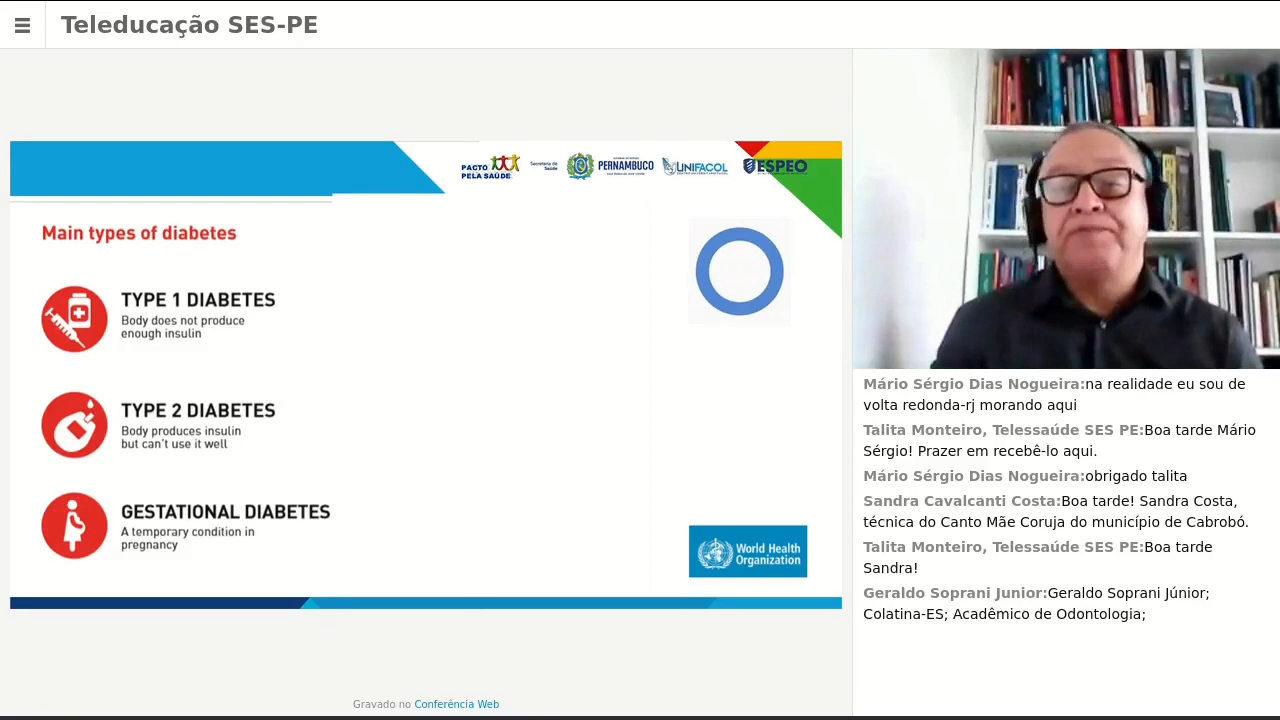 Teleducação SES-PE
PACTO
PELA SAÚDE
Secretaria de
Saúde
PERNAMBUCO
UNIFACOL
ESPEO
Main types of diabetes
TYPE 1 DIABETES
Body does not produce
enough insulin
TYPE 2 DIABETES
Body produces insulin
but can't use it well
GESTATIONAL DIABETES
A temporary condition in
pregnancy
World Health
Organization
Mário Sérgio Dias Nogueira:na realidade eu sou de
volta redonda-rj morando aqui
Talita Monteiro, Telessaúde SES PE:Boa tarde Mário
Sérgio! Prazer em recebê-lo aqui.
Mário Sérgio Dias Nogueira:obrigado talita
Sandra Cavalcanti Costa:Boa tarde! Sandra Costa,
técnica do Canto Mãe Coruja do município de Cabrobó.
Talita Monteiro, Telessaúde SES PE:Boa tarde
Sandra!
Geraldo Soprani Junior:Geraldo Soprani Júnior;
Colatina-ES; Acadêmico de Odontologia;
Gravado no Conferência Web